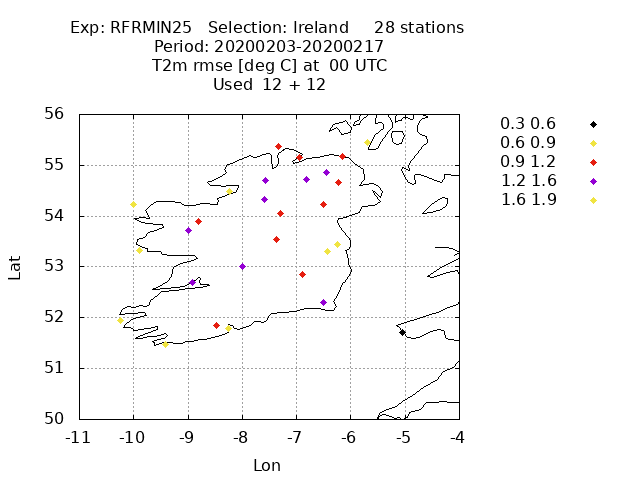 Exp: RFRMIN25 Selection: Ireland 28 stations
Period: 20200203-20200217
T2m rmse [deg C] at 00 UTC
Used 12 + 12
0.3 0.6
0.6 0.9
0.9 1.2
1.2 1.6
1.6 1.9
56
55
54
53
52
51
50
Lat
-11 -10 -9 -8 -7 -6 -5 -4
Lon